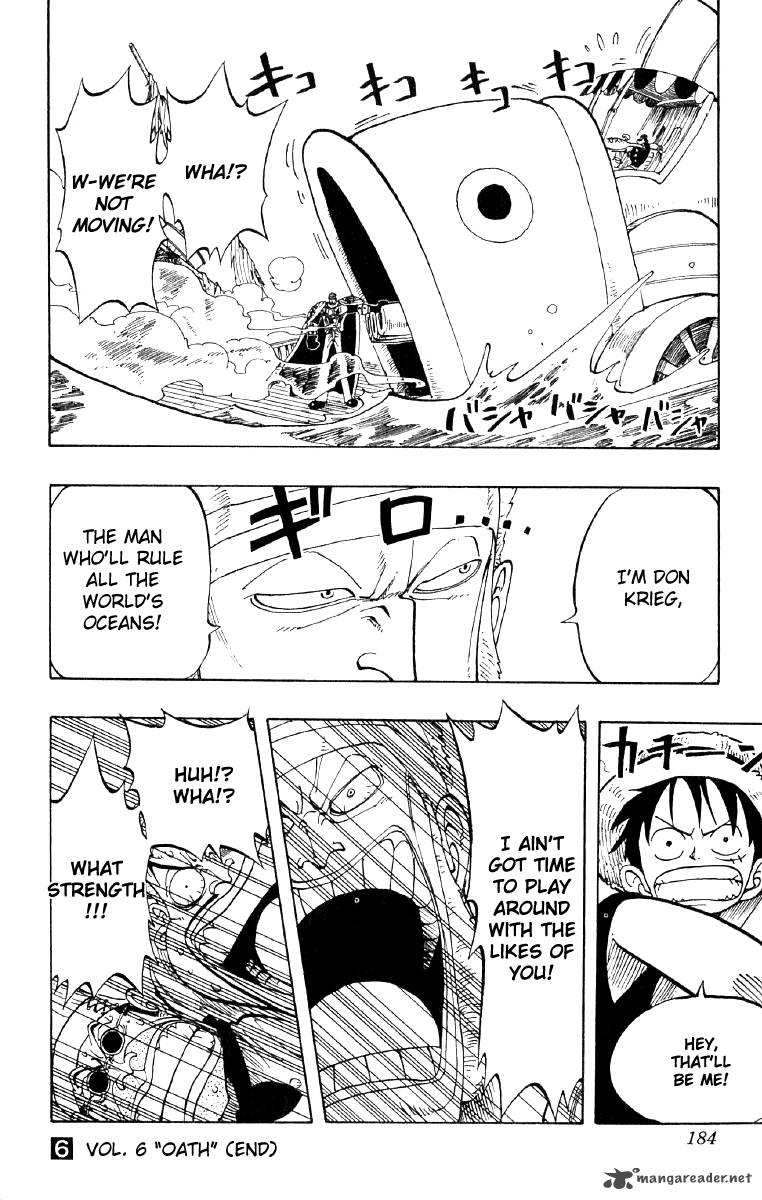 キコ
キコ
キコ
キコ
WHA!?
W-WE'RE
NOT
MOVING!
バシャ
バシャ
バシャ
I'M DON
KRIEG,
ギロ....
THE MAN
WHO'LL RULE
ALL THE
WORLD'S
OCEANS!
カチーン
HEY,
THAT'LL
BE ME!
I AIN'T
GOT TIME
TO PLAY
AROUND
WITH THE
LIKES OF
YOU!
HUH!?
WHA!?
WHAT
STRENGTH
!!!
6 VOL. 6 "OATH" (END)
184
mangareader.net